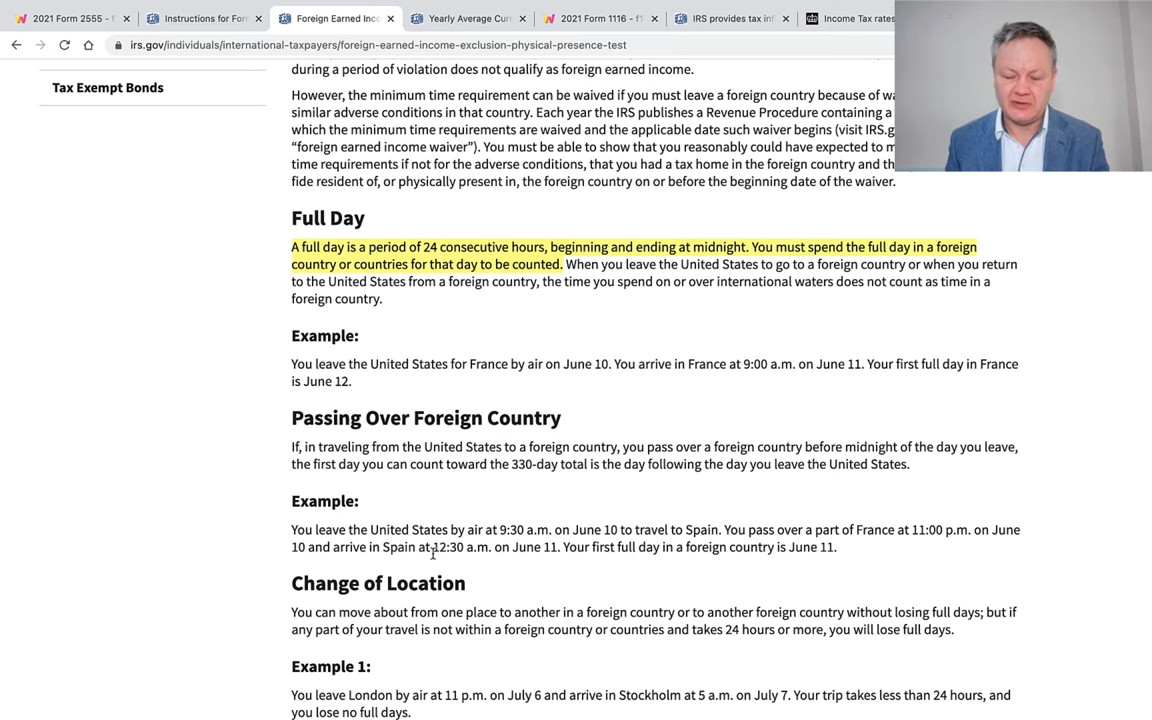 2021 Form 2555 - f
Instructions for For
Foreign Earned Inc
Yearly Average Cur
2021 Form 1116 - f1
IRS provides tax inf
Income Tax rates
irs.gov/individuals/international-taxpayers/foreign-earned-income-exclusion-physical-presence-test
Tax Exempt Bonds
during a period of violation does not qualify as foreign earned income.
However, the minimum time requirement can be waived if you must leave a foreign country because of wa
similar adverse conditions in that country. Each year the IRS publishes a Revenue Procedure containing a
which the minimum time requirements are waived and the applicable date such waiver begins (visit IRS.g
“foreign earned income waiver”). You must be able to show that you reasonably could have expected to m
time requirements if not for the adverse conditions, that you had a tax home in the foreign country and th
fide resident of, or physically present in, the foreign country on or before the beginning date of the waiver.
Full Day
A full day is a period of 24 consecutive hours, beginning and ending at midnight. You must spend the full day in a foreign
country or countries for that day to be counted. When you leave the United States to go to a foreign country or when you return
to the United States from a foreign country, the time you spend on or over international waters does not count as time in a
foreign country.
Example:
You leave the United States for France by air on June 10. You arrive in France at 9:00 a.m. on June 11. Your first full day in France
is June 12.
Passing Over Foreign Country
If, in traveling from the United States to a foreign country, you pass over a foreign country before midnight of the day you leave,
the first day you can count toward the 330-day total is the day following the day you leave the United States.
Example:
You leave the United States by air at 9:30 a.m. on June 10 to travel to Spain. You pass over a part of France at 11:00 p.m. on June
10 and arrive in Spain at 12:30 a.m. on June 11. Your first full day in a foreign country is June 11.
Change of Location
You can move about from one place to another in a foreign country or to another foreign country without losing full days; but if
any part of your travel is not within a foreign country or countries and takes 24 hours or more, you will lose full days.
Example 1:
You leave London by air at 11 p.m. on July 6 and arrive in Stockholm at 5 a.m. on July 7. Your trip takes less than 24 hours, and
you lose no full days.